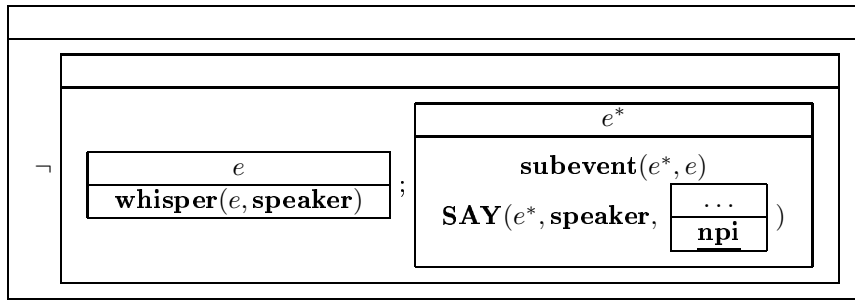 e*
e
subevent(e*, e)
¬ whisper(e, speaker) ;
SAY(e*, speaker, ... )
npi